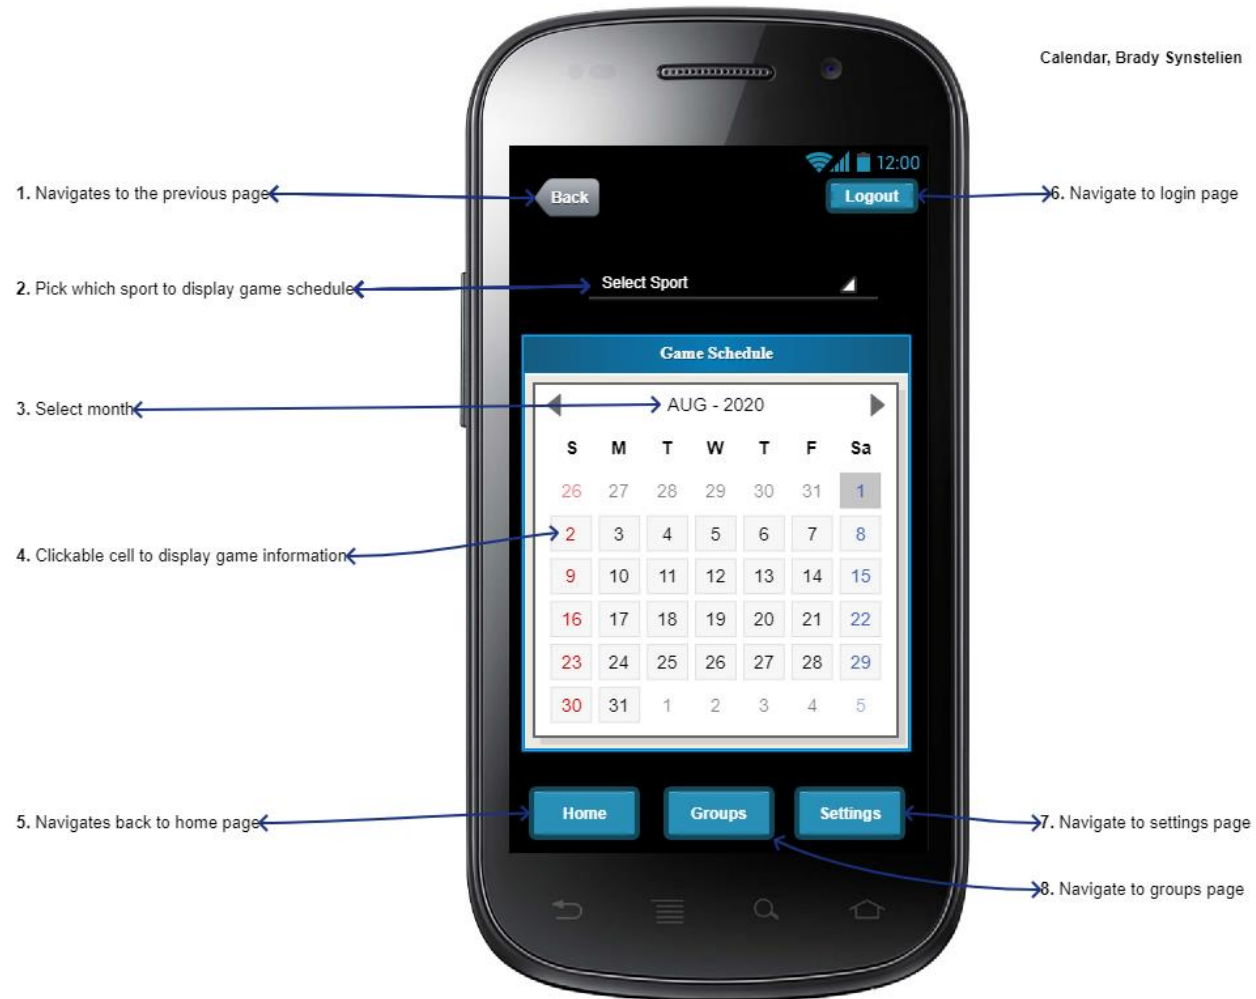 Calendar, Brady Synstelien
12:00
1. Navigates to the previous page
Back
Logout
6. Navigate to login page
2. Pick which sport to display game schedule
Select Sport
Game Schedule
3. Select month
AUG - 2020
S M T W T F Sa
26 27 28 29 30 31 1
2 3 4 5 6 7 8
4. Clickable cell to display game information
9 10 11 12 13 14 15
16 17 18 19 20 21 22
23 24 25 26 27 28 29
30 31 1 2 3 4 5
5. Navigates back to home page
Home Groups Settings
7. Navigate to settings page
8. Navigate to groups page